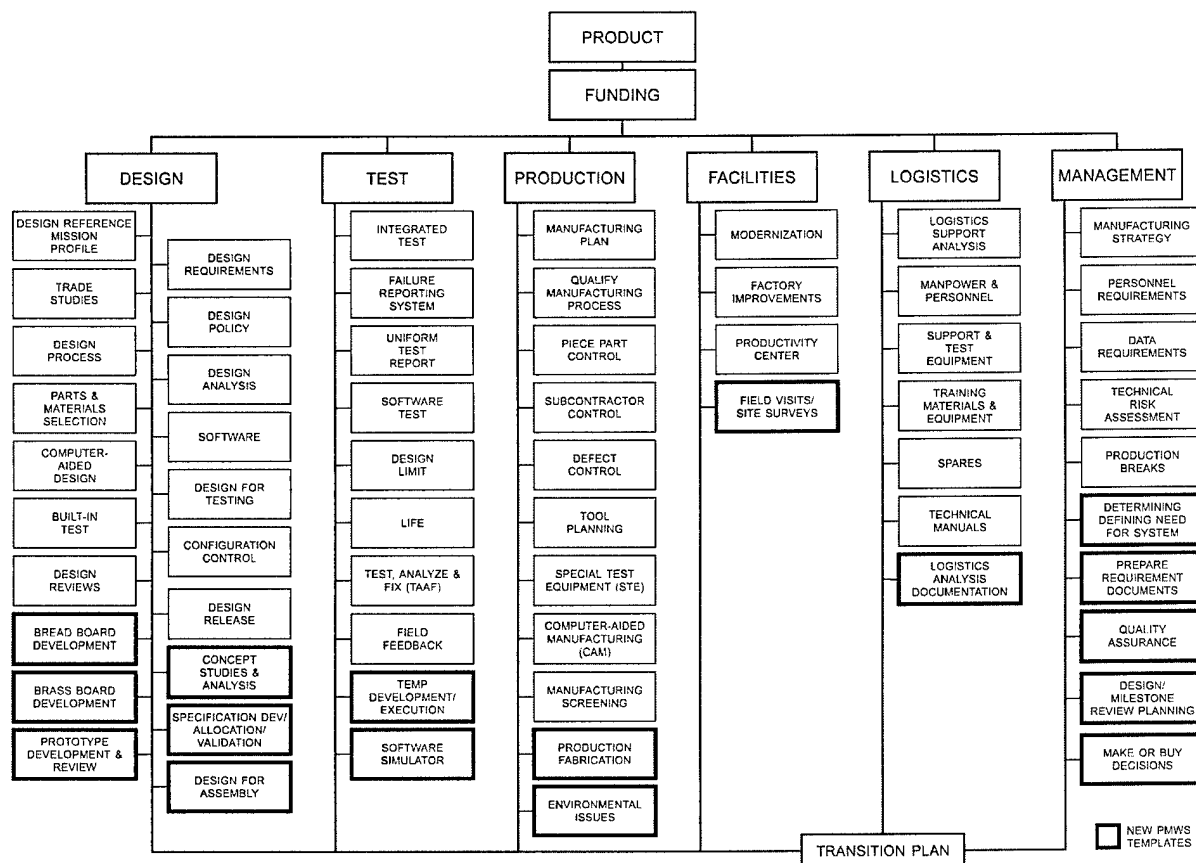 PRODUCT
FUNDING
DESIGN
TEST
PRODUCTION
FACILITIES
LOGISTICS
MANAGEMENT
DESIGN REFERENCE
MISSION
PROFILE
TRADE
STUDIES
DESIGN
PROCESS
PARTS &
MATERIALS
SELECTION
COMPUTER-
AIDED
DESIGN
BUILT-IN
TEST
DESIGN
REVIEWS
BREAD BOARD
DEVELOPMENT
BRASS BOARD
DEVELOPMENT
PROTOTYPE
DEVELOPMENT &
REVIEW
DESIGN
REQUIREMENTS
DESIGN
POLICY
DESIGN
ANALYSIS
SOFTWARE
DESIGN FOR
TESTING
CONFIGURATION
CONTROL
DESIGN
RELEASE
CONCEPT
STUDIES &
ANALYSIS
SPECIFICATION DEV/
ALLOCATION/
VALIDATION
DESIGN FOR
ASSEMBLY
INTEGRATED
TEST
FAILURE
REPORTING
SYSTEM
UNIFORM
TEST
REPORT
SOFTWARE
TEST
DESIGN
LIMIT
LIFE
TEST, ANALYZE &
FIX (TAAF)
FIELD
FEEDBACK
TEMP
DEVELOPMENT/
EXECUTION
SOFTWARE
SIMULATOR
MANUFACTURING
PLAN
QUALIFY
MANUFACTURING
PROCESS
PIECE PART
CONTROL
SUBCONTRACTOR
CONTROL
DEFECT
CONTROL
TOOL
PLANNING
SPECIAL TEST
EQUIPMENT (STE)
COMPUTER-AIDED
MANUFACTURING
(CAM)
MANUFACTURING
SCREENING
PRODUCTION
FABRICATION
ENVIRONMENTAL
ISSUES
MODERNIZATION
FACTORY
IMPROVEMENTS
PRODUCTIVITY
CENTER
FIELD VISITS/
SITE SURVEYS
LOGISTICS
SUPPORT
ANALYSIS
MANPOWER &
PERSONNEL
SUPPORT &
TEST
EQUIPMENT
TRAINING
MATERIALS &
EQUIPMENT
SPARES
TECHNICAL
MANUALS
LOGISTICS
ANALYSIS
DOCUMENTATION
MANUFACTURING
STRATEGY
PERSONNEL
REQUIREMENTS
DATA
REQUIREMENTS
TECHNICAL
RISK
ASSESSMENT
PRODUCTION
BREAKS
DETERMINING
DEFINING NEED
FOR SYSTEM
PREPARE
REQUIREMENT
DOCUMENTS
QUALITY
ASSURANCE
DESIGN/
MILESTONE
REVIEW PLANNING
MAKE OR BUY
DECISIONS
TRANSITION PLAN
NEW PMWS
TEMPLATES